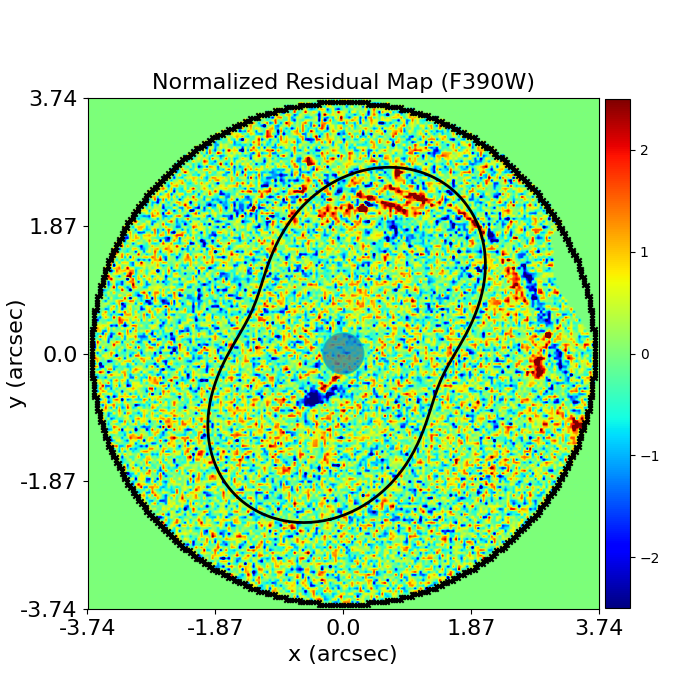 Normalized Residual Map (F390W)
3.74
1.87
0.0
-1.87
-3.74
y (arcsec)
-3.74 -1.87 0.0 1.87 3.74
x (arcsec)
2
1
0
−1
−2